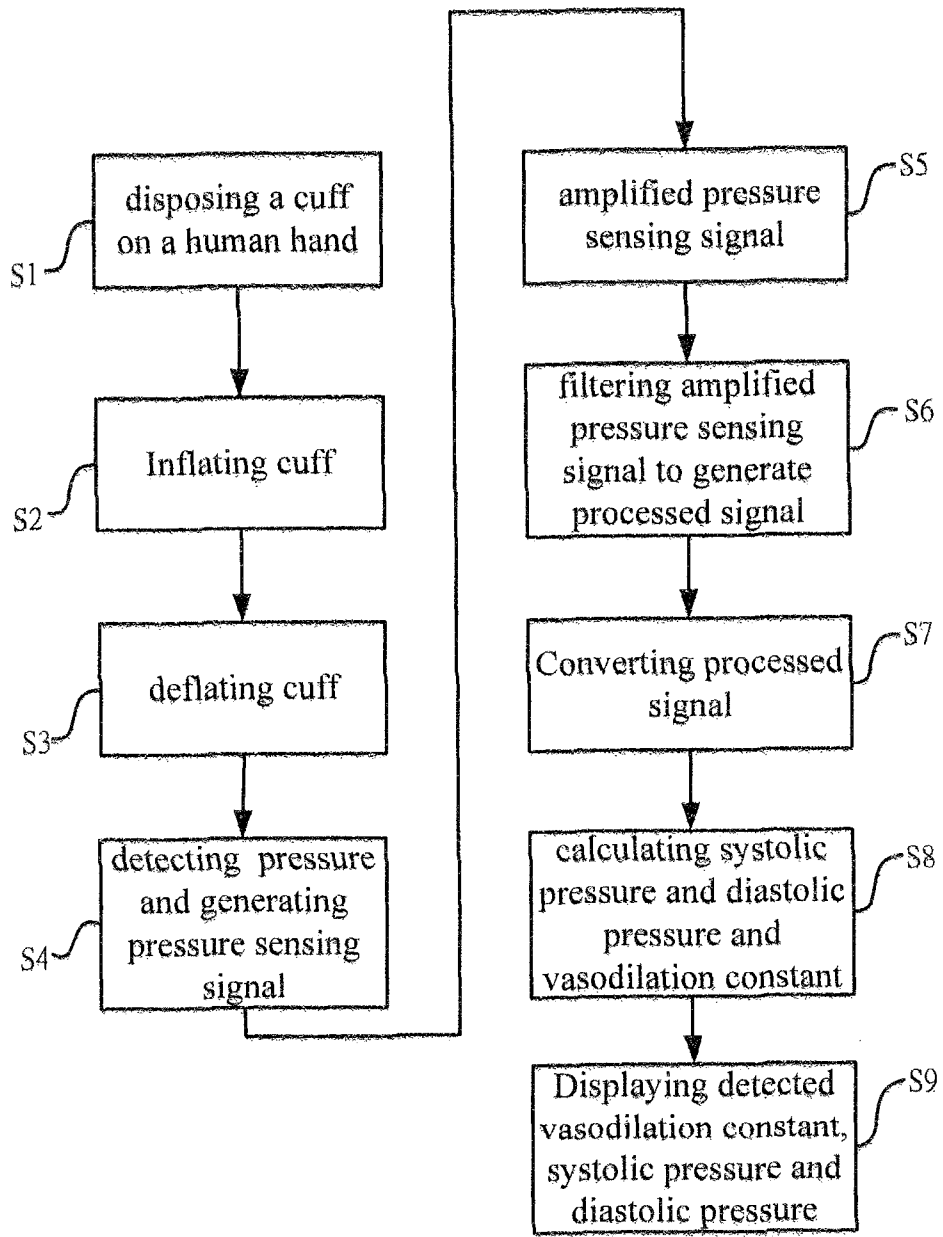 disposing a cuff
on a human hand
S1
Inflating cuff
S2
deflating cuff
S3
detecting pressure
and generating
pressure sensing
signal
S4
amplified pressure
sensing signal
S5
filtering amplified
pressure sensing
signal to generate
processed signal
S6
Converting processed
signal
S7
calculating systolic
pressure and diastolic
pressure and
vasodilation constant
S8
Displaying detected
vasodilation constant,
systolic pressure and
diastolic pressure
S9